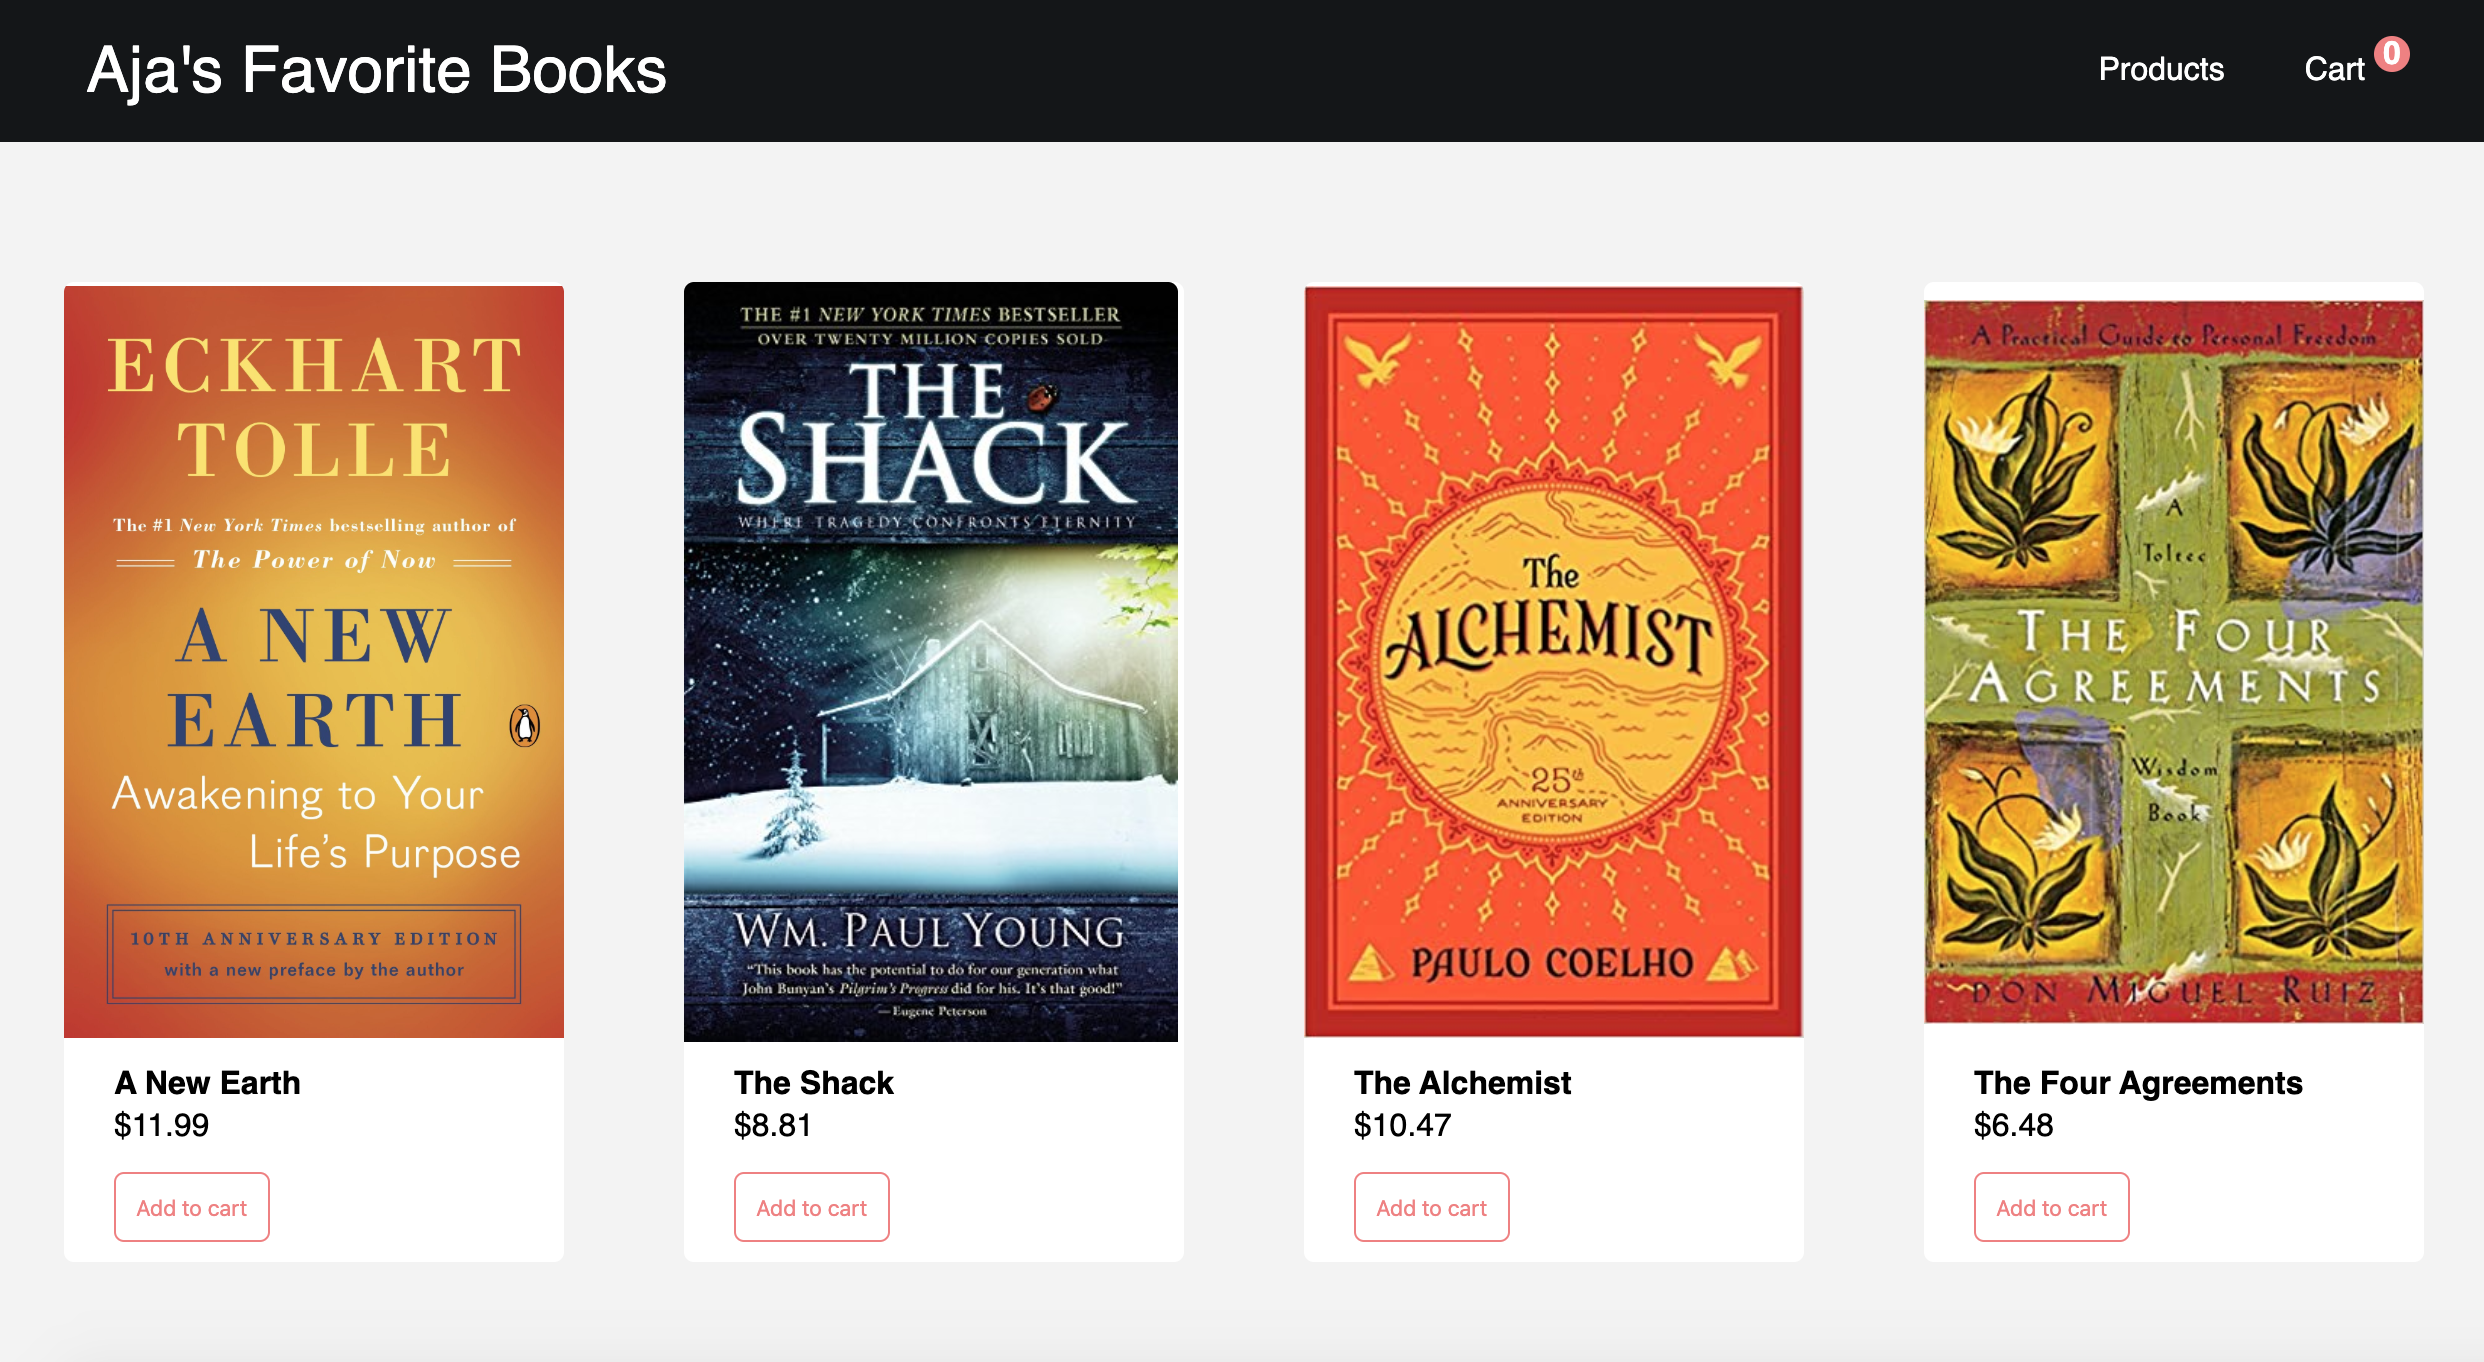 Aja's Favorite Books
Products
Cart 0
ECKHART
TOLLE
The #1 New York Times bestselling author of
The Power of Now
A NEW
EARTH
Awakening to Your
Life's Purpose
10TH ANNIVERSARY EDITION
with a new preface by the author
A New Earth
$11.99
Add to cart
THE #1 NEW YORK TIMES BESTSELLER
OVER TWENTY MILLION COPIES SOLD
THE
SHACK
WHERE TRAGEDY CONFRONTS ETERNITY
WM. PAUL YOUNG
“This book has the potential to do for our generation what
John Bunyan's Pilgrim's Progress did for his. It's that good!”
—Eugene Peterson
The Shack
$8.81
Add to cart
The
ALCHEMIST
25th
ANNIVERSARY
EDITION
PAULO COELHO
The Alchemist
$10.47
Add to cart
A Practical Guide to Personal Freedom
A
Toltec
THE FOUR
AGREEMENTS
Wisdom
Book
DON MIGUEL RUIZ
The Four Agreements
$6.48
Add to cart